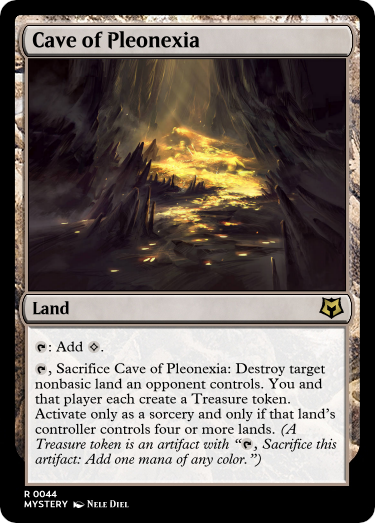 Cave of Pleonexia
Land
: Add .
, Sacrifice Cave of Pleonexia: Destroy target
nonbasic land an opponent controls. You and
that player each create a Treasure token.
Activate only as a sorcery and only if that land's
controller controls four or more lands. (A
Treasure token is an artifact with “, Sacrifice this
artifact: Add one mana of any color.”)
R 0044
MYSTERY Nele Diel